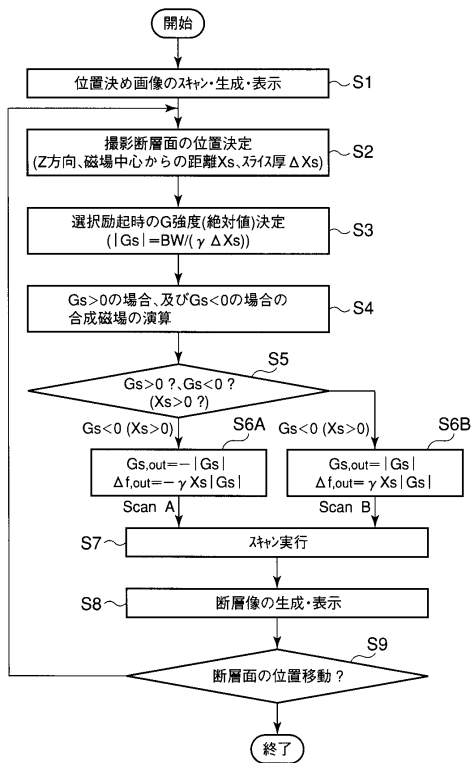 開始
位置決め画像のスキャン・生成・表示
S1
撮影断層面の位置決定
(Z方向、磁場中心からの距離Xs、スライス厚ΔXs)
S2
選択励起時のG強度(絶対値)決定
(|Gs|=BW/(γ ΔXs))
S3
Gs>0の場合、及びGs<0の場合の
合成磁場の演算
S4
S5
Gs>0 ?、Gs<0 ?
(Xs>0 ?)
Gs<0 (Xs>0)
S6A
Gs<0 (Xs>0)
S6B
Gs,out=-|Gs|
Δf,out=-γ Xs|Gs|
Gs,out=|Gs|
Δf,out=γ Xs|Gs|
Scan A
Scan B
S7
スキャン実行
S8
断層像の生成・表示
S9
断層面の位置移動?
終了